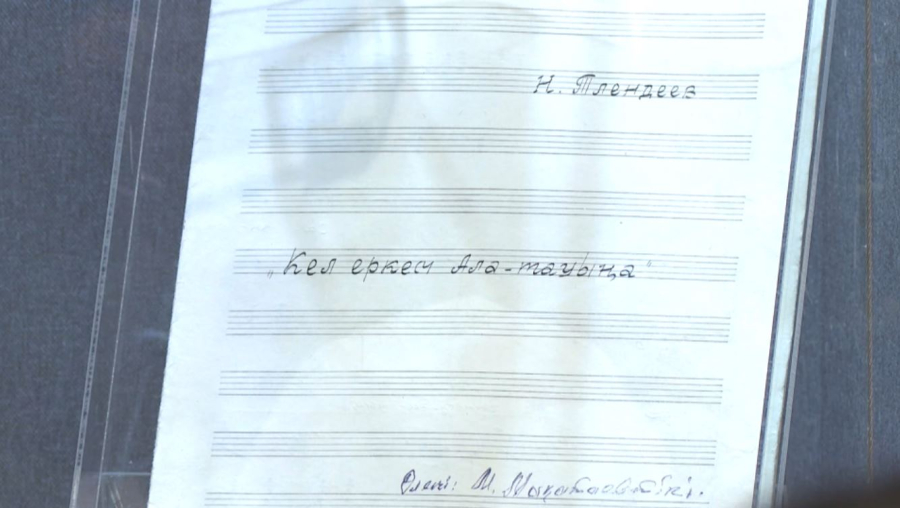 Н. Тлендеев
„Кел еркем Ала-тауыңа"
Өлеңі: М. Мақатаевтікі.